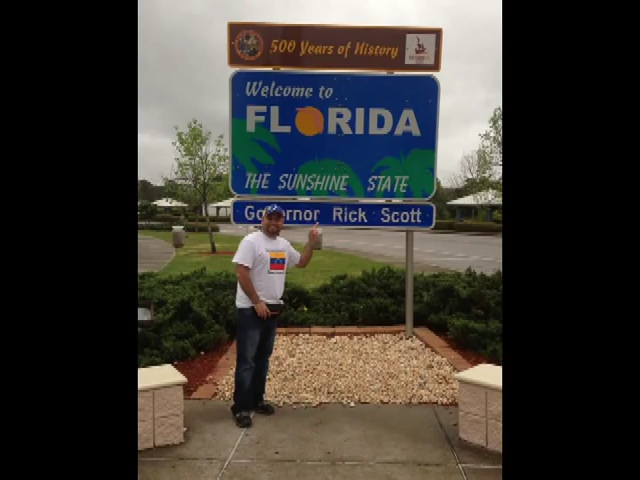 500 Years of History
Welcome to
FLORIDA
THE SUNSHINE STATE
Governor Rick Scott